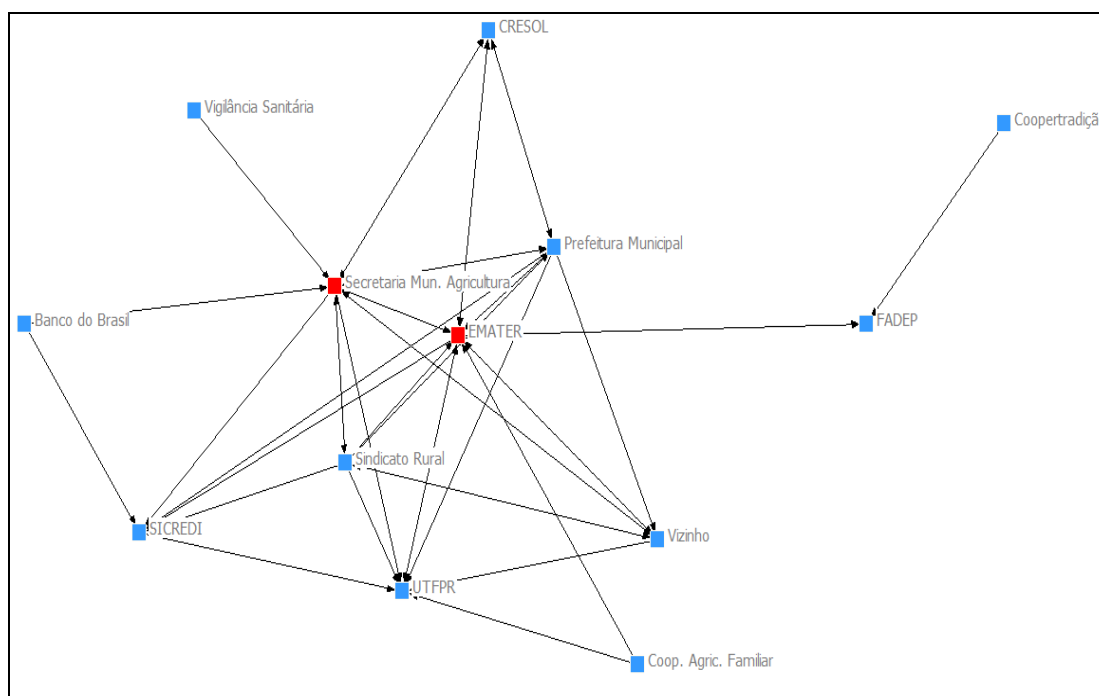 CRESOL
Vigilância Sanitária
Coopertradiçã
Prefeitura Municipal
Secretaria Mun. Agricultura
Banco do Brasil
EMATER
FADEP
Sindicato Rural
SICREDI
Vizinho
UTFPR
Coop. Agric. Familiar